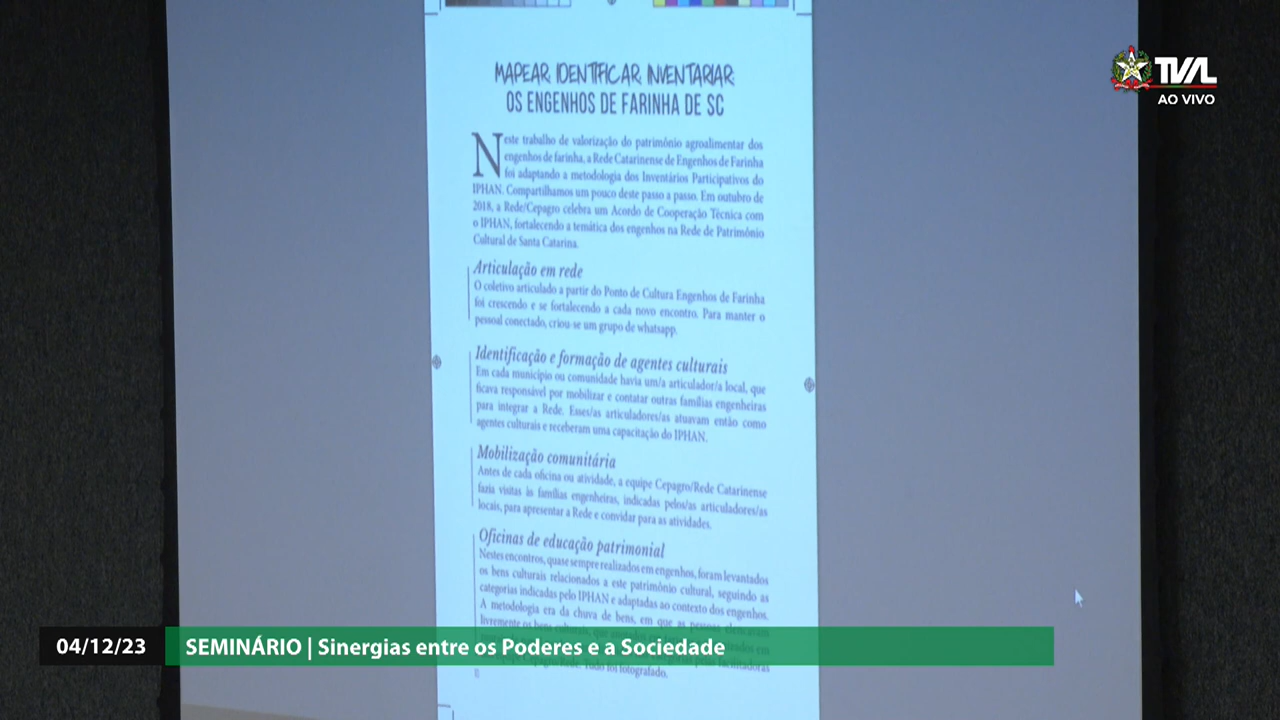 TVAL
AO VIVO
MAPEAR, IDENTIFICAR, INVENTARIAR:
OS ENGENHOS DE FARINHA DE SC
Neste trabalho de valorização do patrimônio agroalimentar dos
engenhos de farinha, a Rede Catarinense de Engenhos de Farinha
foi adaptando a metodologia dos Inventários Participativos do
IPHAN. Compartilhamos um pouco deste passo a passo. Em outubro de
2018, a Rede/Cepagro celebra um Acordo de Cooperação Técnica com
o IPHAN, fortalecendo a temática dos engenhos na Rede de Patrimônio
Cultural de Santa Catarina.
Articulação em rede
O coletivo articulado a partir do Ponto de Cultura Engenhos de Farinha
foi crescendo e se fortalecendo a cada novo encontro. Para manter o
pessoal conectado, criou-se um grupo de whatsapp.
Identificação e formação de agentes culturais
Em cada município ou comunidade havia um/a articulador/a local, que
ficava responsável por mobilizar e contatar outras famílias engenheiras
para integrar a Rede. Esses/as articuladores/as atuavam então como
agentes culturais e receberam uma capacitação do IPHAN.
Mobilização comunitária
Antes de cada oficina ou atividade, a equipe Cepagro/Rede Catarinense
fazia visitas às famílias engenheiras, indicadas pelos/as articuladores/as
locais, para apresentar a Rede e convidar para as atividades.
Oficinas de educação patrimonial
Nestes encontros, quase sempre realizados em engenhos, foram levantados
os bens culturais relacionados a este patrimônio cultural, seguindo as
categorias indicadas pelo IPHAN e adaptadas ao contexto dos engenhos.
A metodologia era da chuva de bens, em que as pessoas
livremente os bens culturais, que
Tudo foi fotografado.
04/12/23
SEMINÁRIO | Sinergias entre os Poderes e a Sociedade